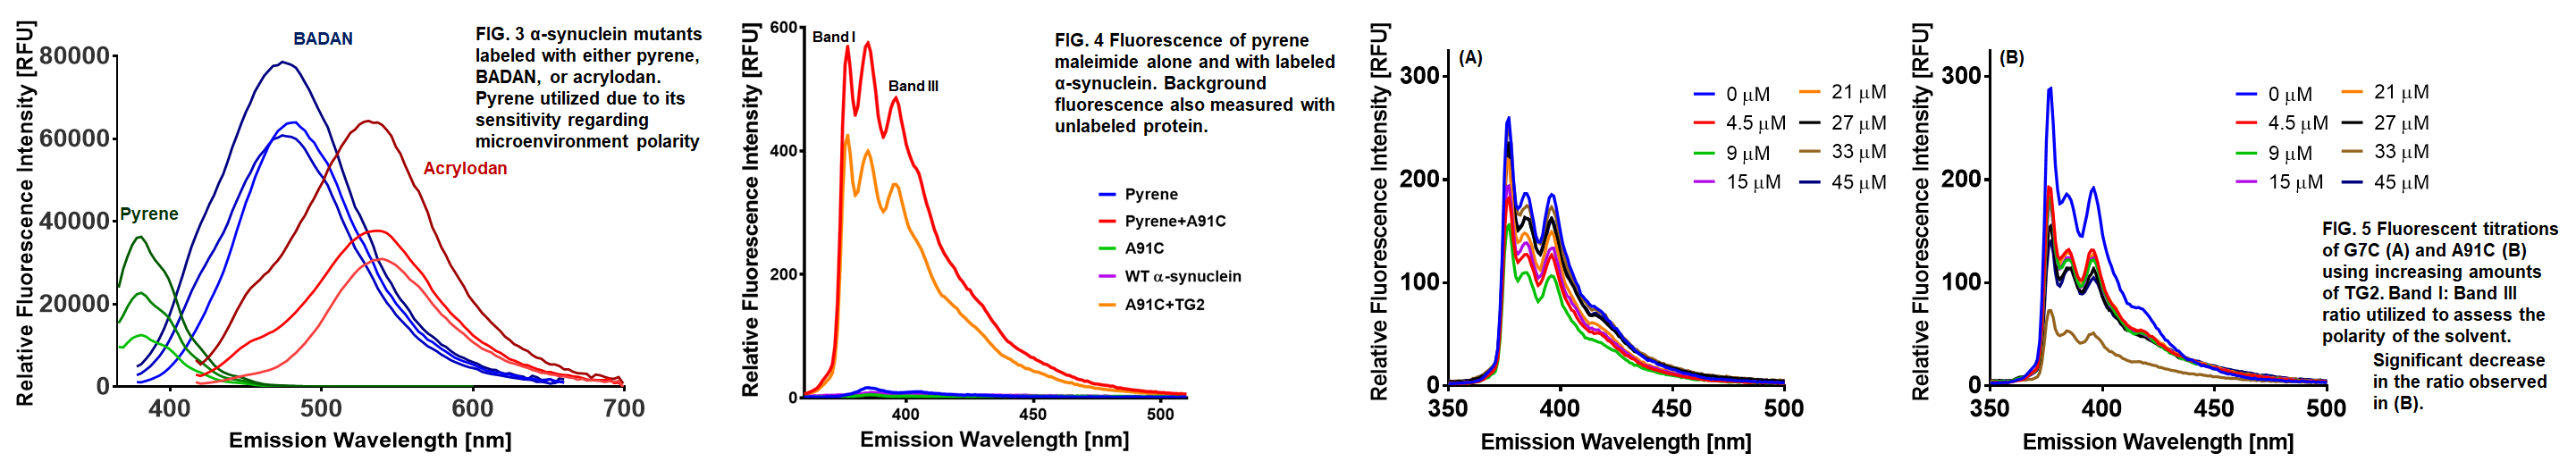 Relative Fluorescence Intensity [RFU]
80000
60000
40000
20000
0
400
500
600
700
Emission Wavelength [nm]
BADAN
Pyrene
Acrylodan
FIG. 3 α-synuclein mutants
labeled with either pyrene,
BADAN, or acrylodan.
Pyrene utilized due to its
sensitivity regarding
microenvironment polarity
Relative Fluorescence Intensity [RFU]
600
400
200
0
400
450
500
Emission Wavelength [nm]
Band I
Band III
FIG. 4 Fluorescence of pyrene
maleimide alone and with labeled
α-synuclein. Background
fluorescence also measured with
unlabeled protein.
Pyrene
Pyrene+A91C
A91C
WT α-synuclein
A91C+TG2
Relative Fluorescence Intensity [RFU]
(A)
300
200
100
0
350
400
450
500
Emission Wavelength [nm]
0 µM
4.5 µM
9 µM
15 µM
21 µM
27 µM
33 µM
45 µM
Relative Fluorescence Intensity [RFU]
(B)
300
200
100
0
350
400
450
500
Emission Wavelength [nm]
0 µM
4.5 µM
9 µM
15 µM
21 µM
27 µM
33 µM
45 µM
FIG. 5 Fluorescent titrations
of G7C (A) and A91C (B)
using increasing amounts
of TG2. Band I: Band III
ratio utilized to assess the
polarity of the solvent.
Significant decrease
in the ratio observed
in (B).